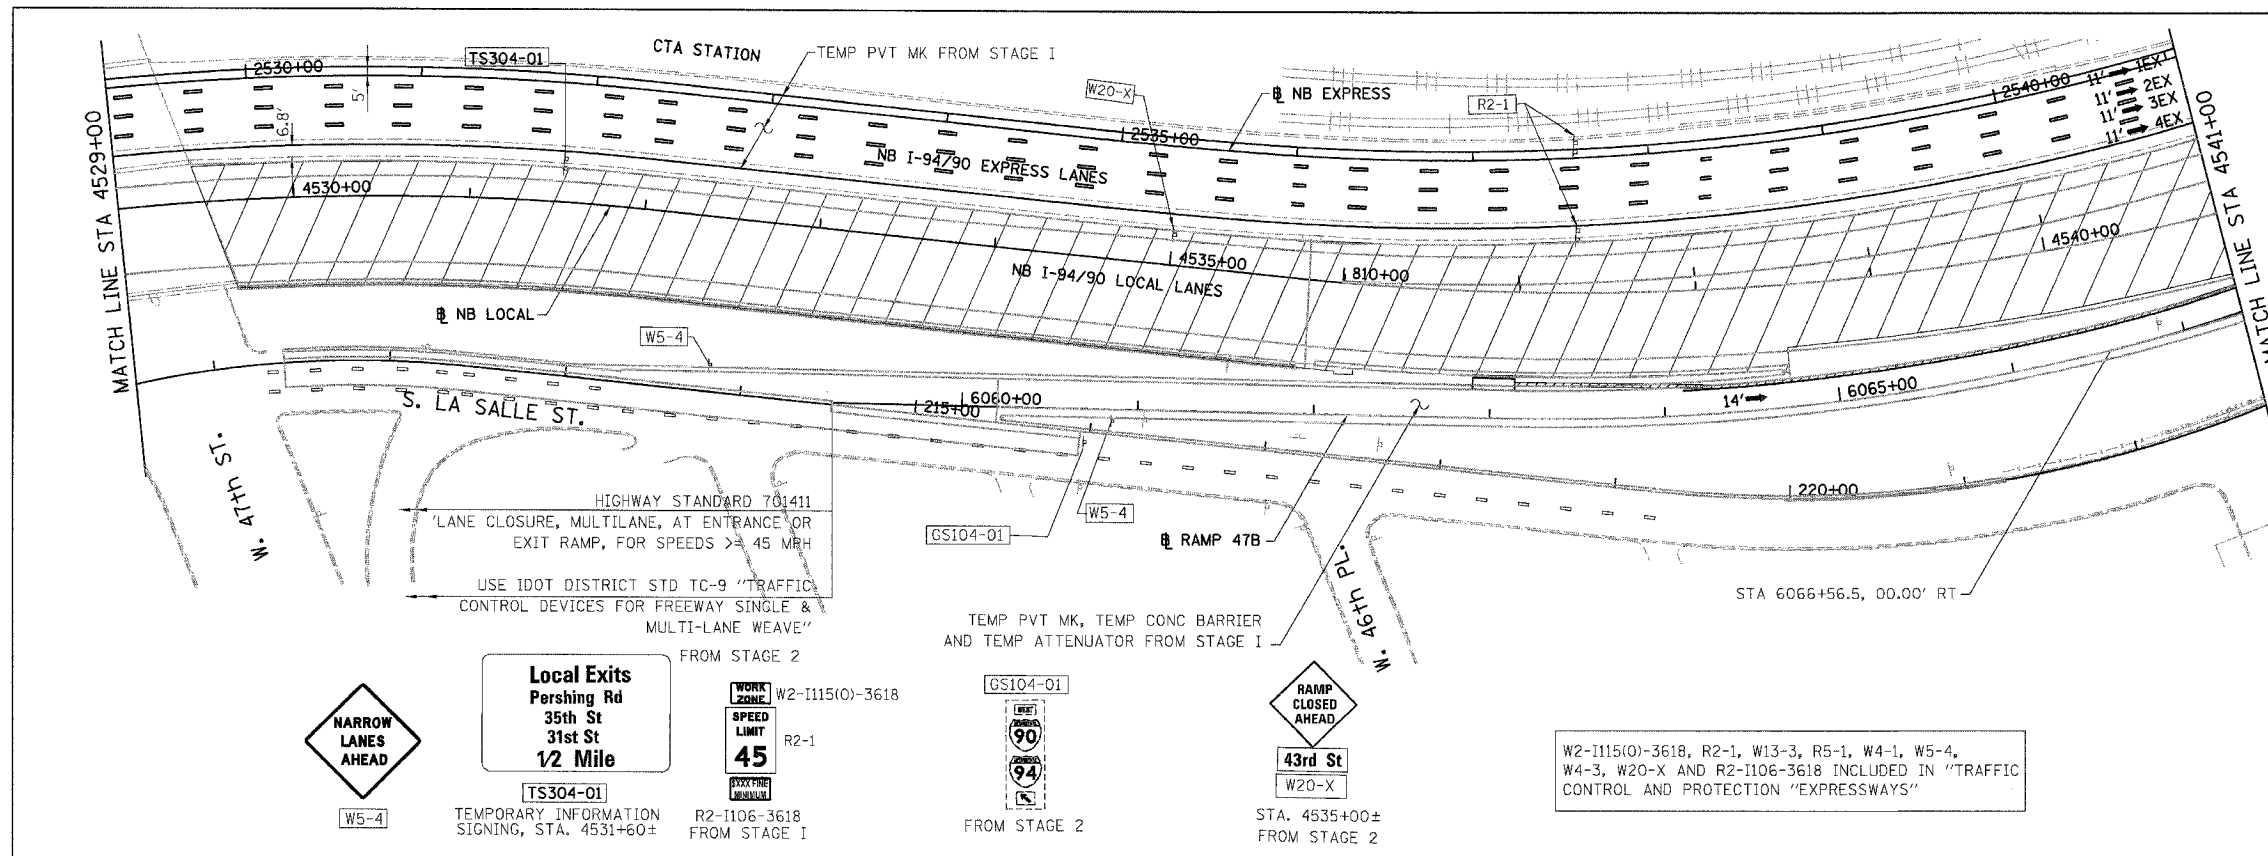 CTA STATION
TEMP PVT MK FROM STAGE I
TS304-01
2530+00
5'
6.8'
W20-X
℄ NB EXPRESS
R2-1
2540+00
11' 1EX
11' 2EX
11' 3EX
11' 4EX
2535+00
NB I-94/90 EXPRESS LANES
MATCH LINE STA 4529+00
MATCH LINE STA 4541+00
4530+00
4535+00
810+00
4540+00
NB I-94/90 LOCAL LANES
℄ NB LOCAL
W5-4
S. LA SALLE ST.
215+00
6060+00
14'
6065+00
220+00
W. 47th ST.
HIGHWAY STANDARD 701411
'LANE CLOSURE, MULTILANE, AT ENTRANCE OR
EXIT RAMP, FOR SPEEDS >= 45 MPH
USE IDOT DISTRICT STD TC-9 "TRAFFIC
CONTROL DEVICES FOR FREEWAY SINGLE &
MULTI-LANE WEAVE"
FROM STAGE 2
GS104-01
W5-4
℄ RAMP 47B
W. 46th PL.
TEMP PVT MK, TEMP CONC BARRIER
AND TEMP ATTENUATOR FROM STAGE I
STA 6066+56.5, 00.00' RT
NARROW
LANES
AHEAD
W5-4
Local Exits
Pershing Rd
35th St
31st St
1/2 Mile
TS304-01
TEMPORARY INFORMATION
SIGNING, STA. 4531+60±
WORK
ZONE
W2-I115(O)-3618
SPEED
LIMIT
45
R2-1
$XXX FINE
MINIMUM
R2-I106-3618
FROM STAGE I
GS104-01
WEST
90
94
FROM STAGE 2
RAMP
CLOSED
AHEAD
43rd St
W20-X
STA. 4535+00±
FROM STAGE 2
W2-I115(O)-3618, R2-1, W13-3, R5-1, W4-1, W5-4,
W4-3, W20-X AND R2-I106-3618 INCLUDED IN "TRAFFIC
CONTROL AND PROTECTION "EXPRESSWAYS"